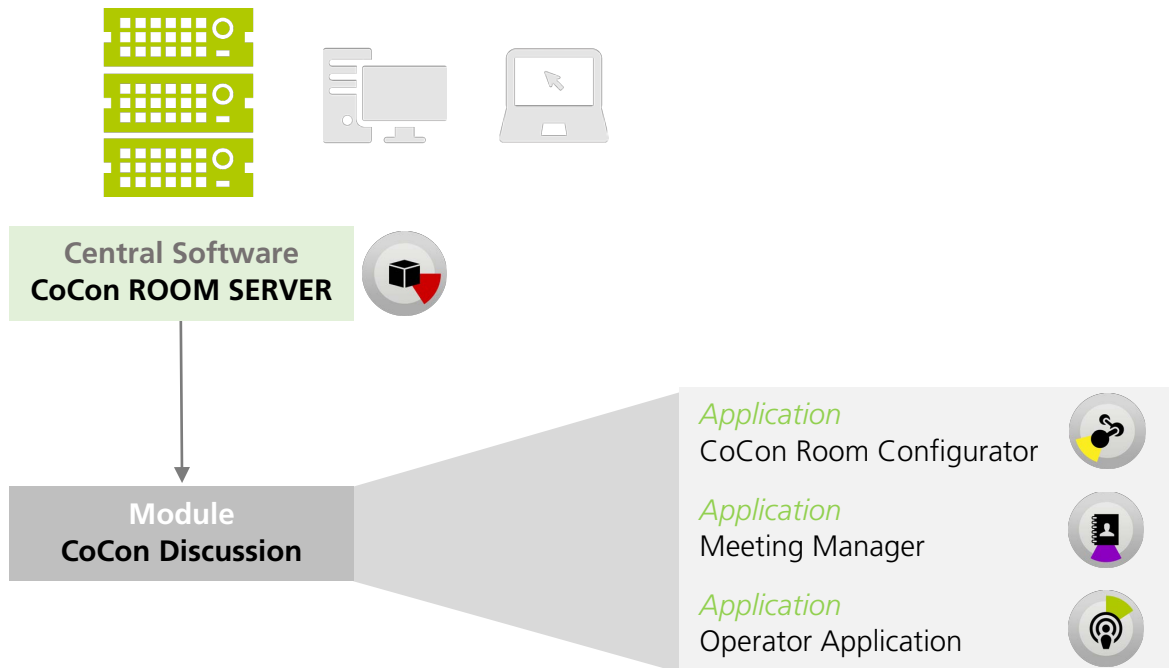 Central Software
CoCon ROOM SERVER
Module
CoCon Discussion
Application
CoCon Room Configurator
Application
Meeting Manager
Application
Operator Application